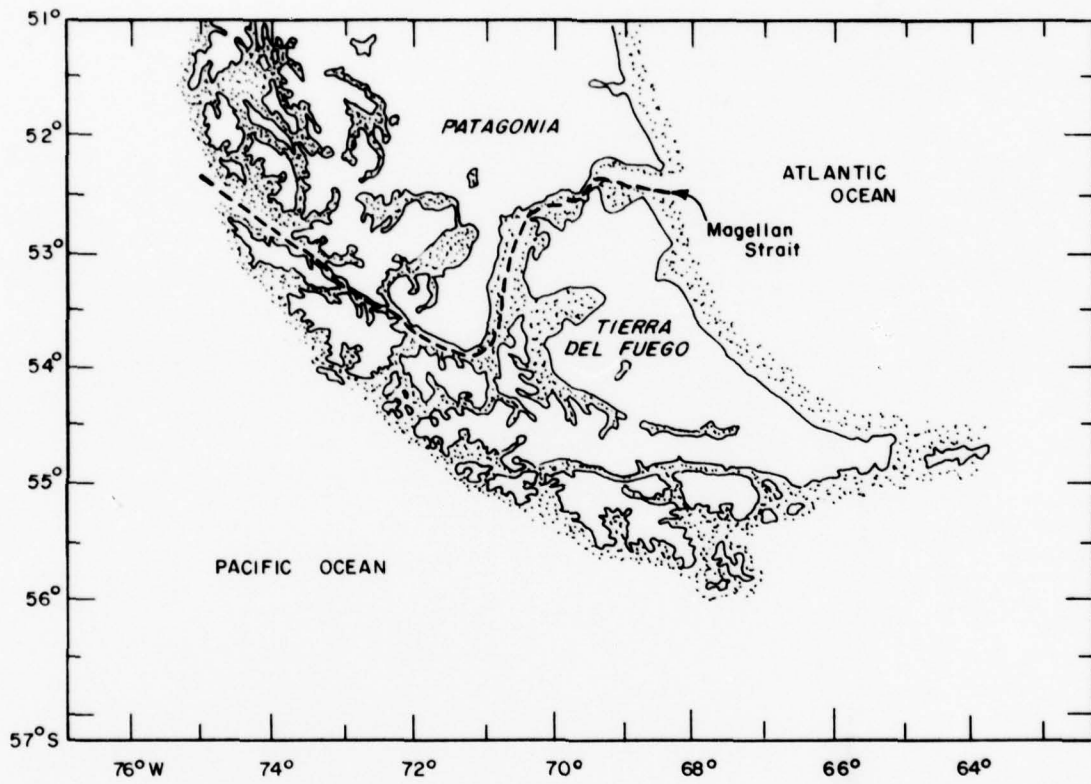 51°
52°
PATAGONIA
ATLANTIC
OCEAN
Magellan
Strait
53°
TIERRA
DEL FUEGO
54°
55°
PACIFIC OCEAN
56°
57°S
76°W
74°
72°
70°
68°
66°
64°